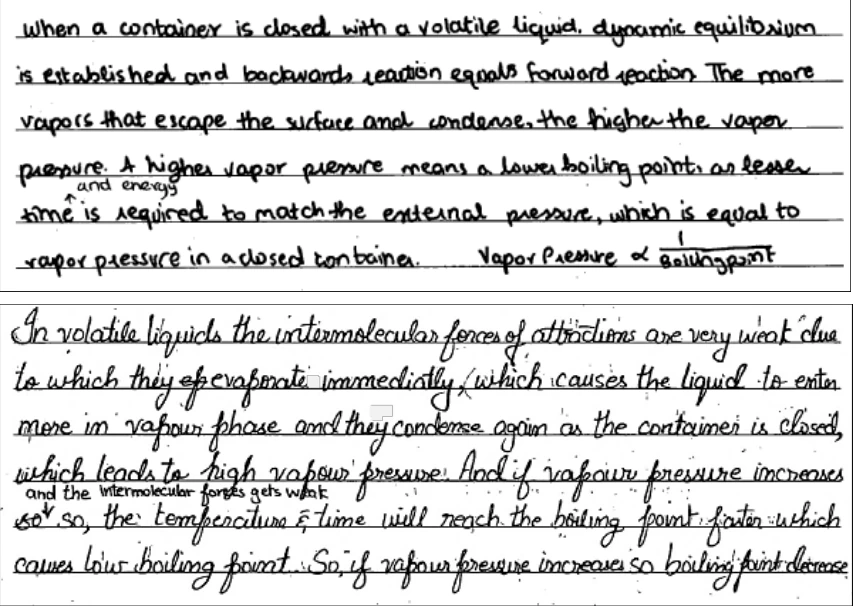 When a container is closed with a volatile liquid, dynamic equilibrium
is established and backwards reaction equals forward reaction. The more
vapors that escape the surface and condense, the higher the vapor
pressure. A higher vapor pressure means a lower boiling point, as lesser
and energy
time is required to match the external pressure, which is equal to
vapor pressure in a closed container. Vapor Pressure ∝ 1/Boiling point
In volatile liquids the intermolecular forces of attractions are very weak due
to which they evaporate immediatly, which causes the liquid to enter
more in vapour phase and they condense again as the container is closed,
which leads to high vapour pressure. And if vapour pressure increases
and the intermolecular forces gets weak
so, the temperature & time will reach the boiling point faster which
causes low boiling point. So, if vapour pressure increases so boiling point decrease